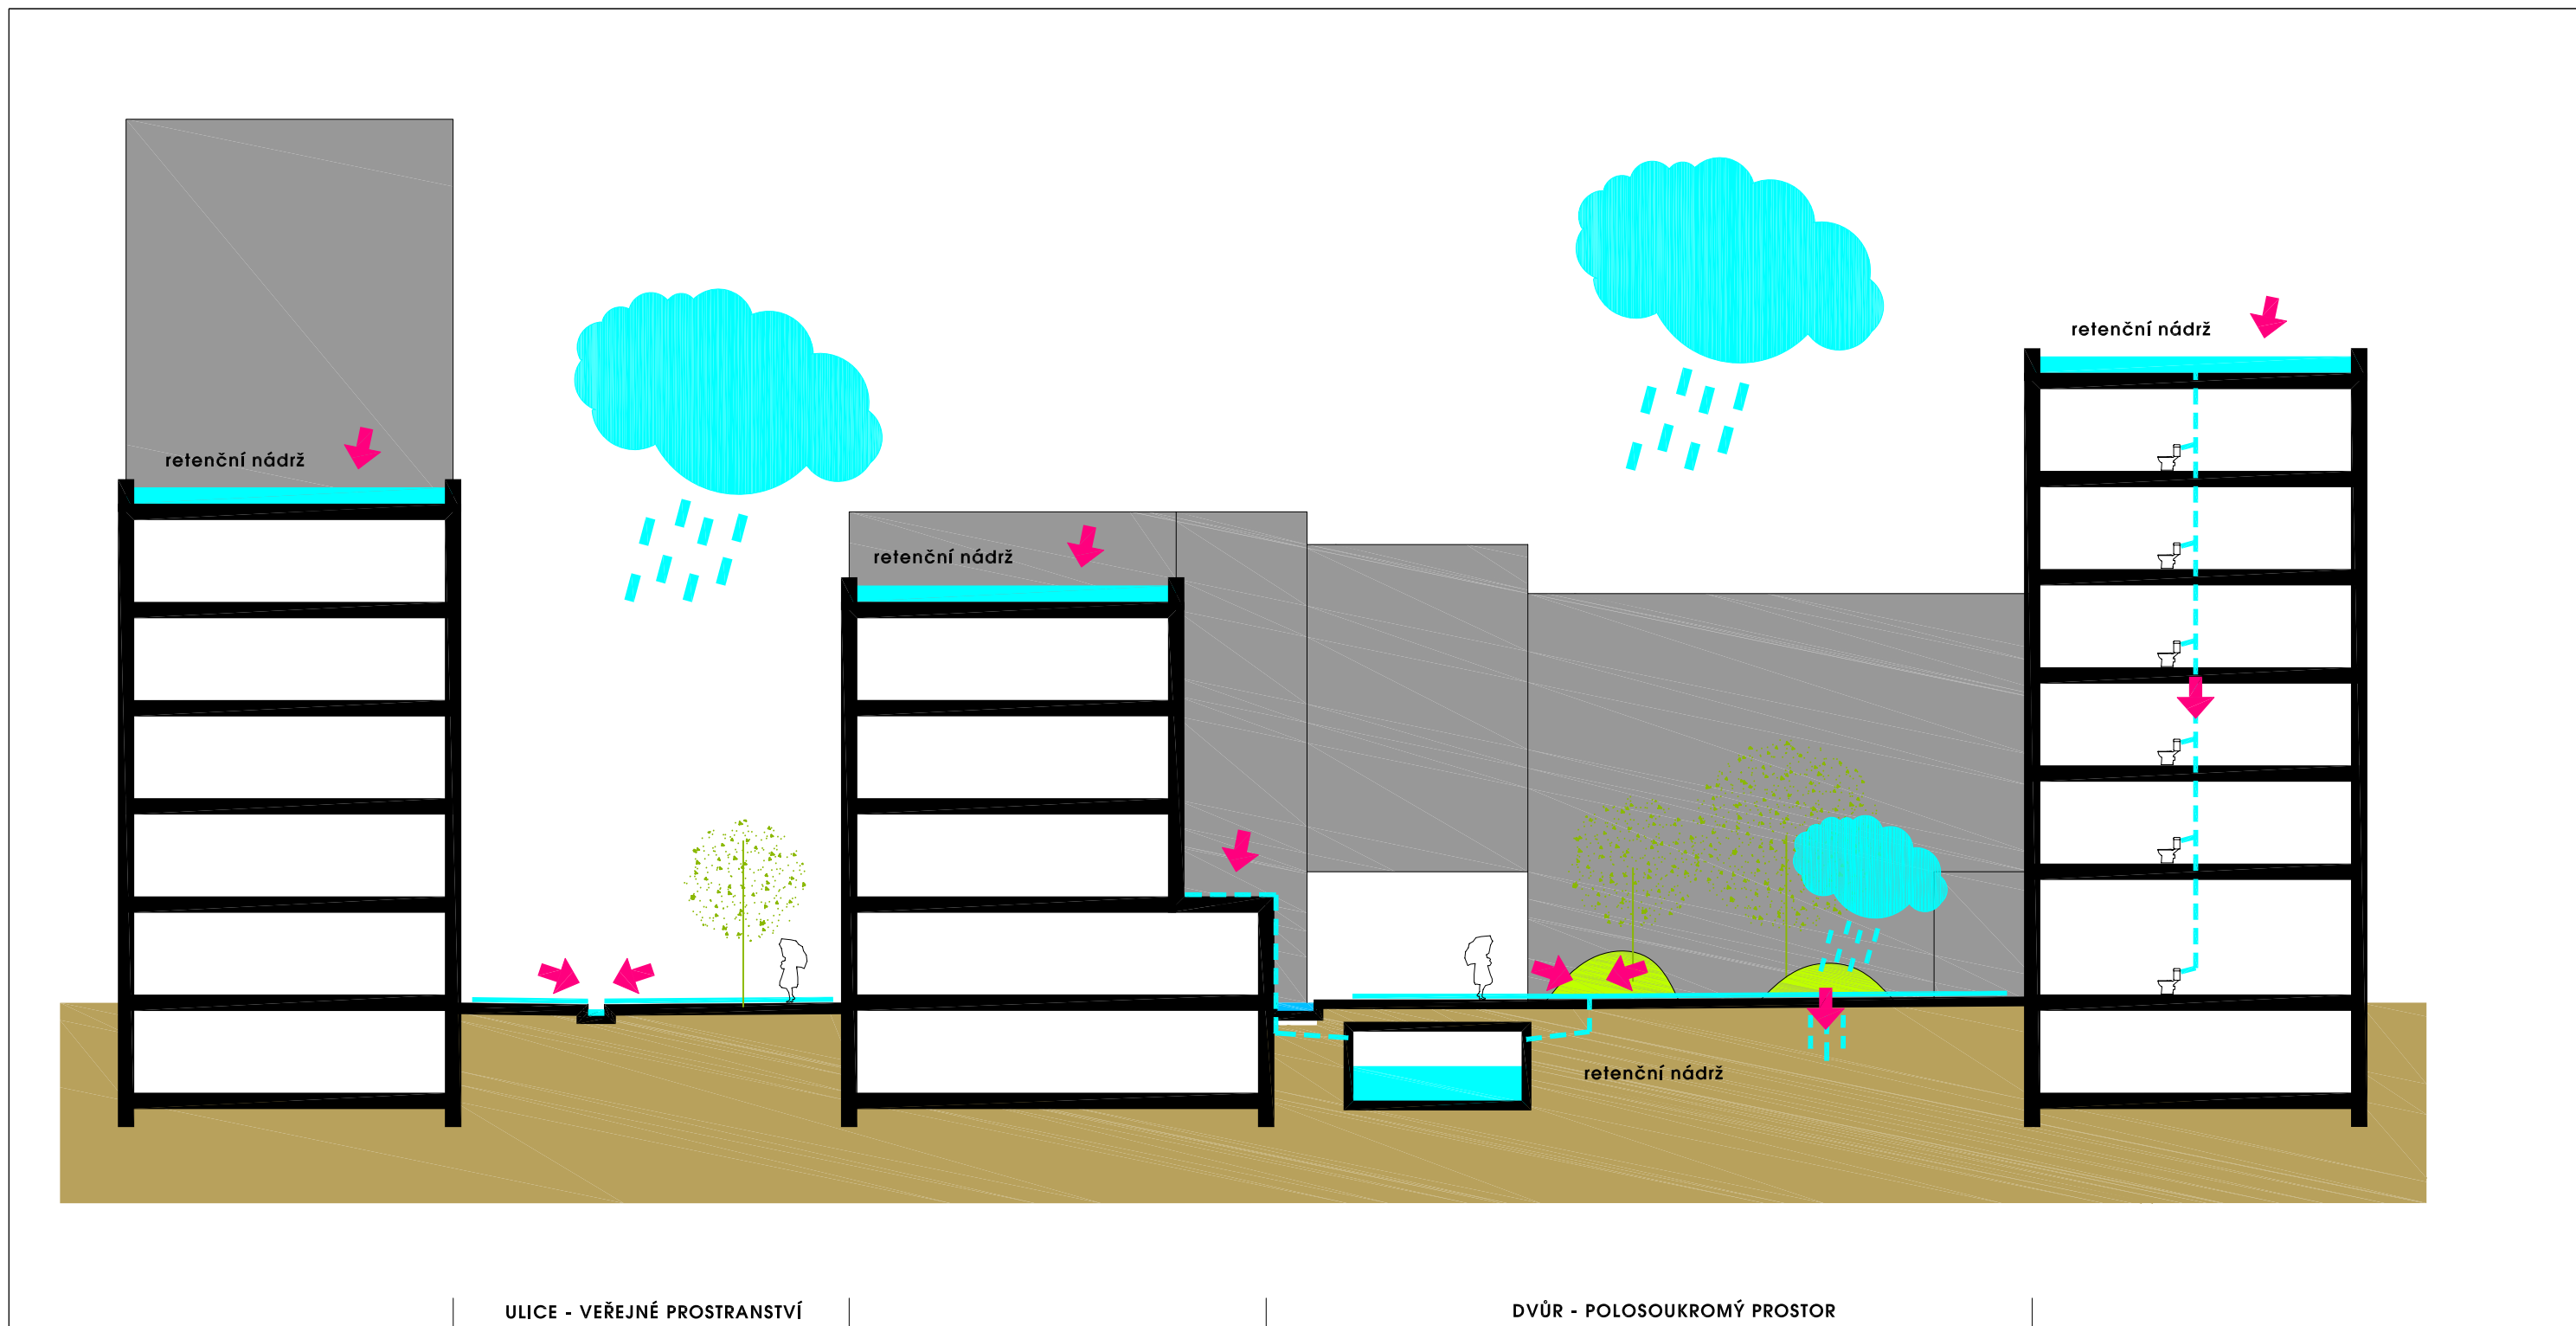 retenční nádrž
retenční nádrž
retenční nádrž
retenční nádrž
ULICE - VEŘEJNÉ PROSTRANSTVÍ
DVŮR - POLOSOUKROMÝ PROSTOR